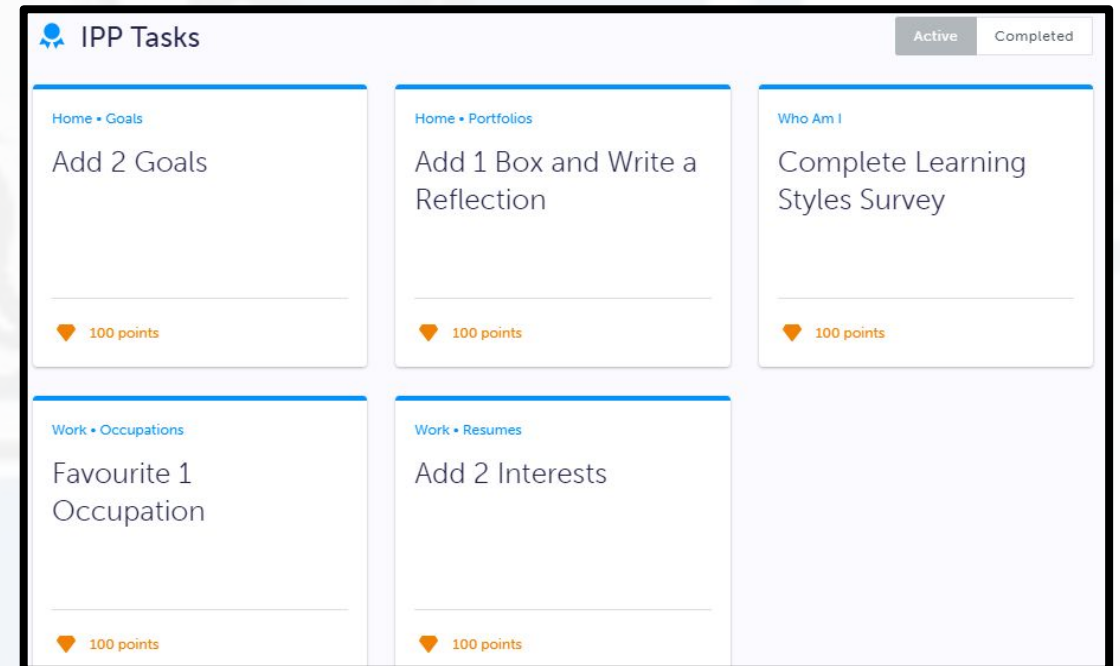 IPP Tasks
Active
Completed
Home • Goals
Add 2 Goals
100 points
Home • Portfolios
Add 1 Box and Write a
Reflection
100 points
Who Am I
Complete Learning
Styles Survey
100 points
Work • Occupations
Favourite 1
Occupation
100 points
Work • Resumes
Add 2 Interests
100 points